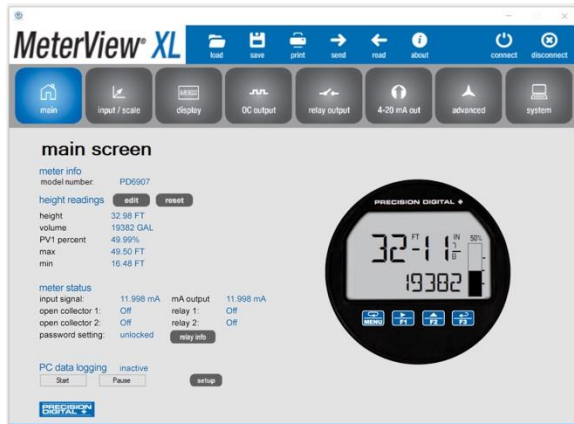 MeterView® XL
load save print send read about connect disconnect
main input / scale display OC output relay output 4-20 mA out advanced system
main screen
meter info
model number: PD6907
height readings edit reset
height 32.98 FT
volume 19382 GAL
PV1 percent 49.99%
max 49.50 FT
min 16.48 FT
meter status
input signal: 11.998 mA mA output 11.998 mA
open collector 1: Off relay 1: Off
open collector 2: Off relay 2: Off
password setting: unlocked relay info
PC data logging inactive
Start Pause setup
PRECISION
DIGITAL
PRECISION DIGITAL
32-11 7/8 FT IN 50%
19382
MENU F1 F2 F3